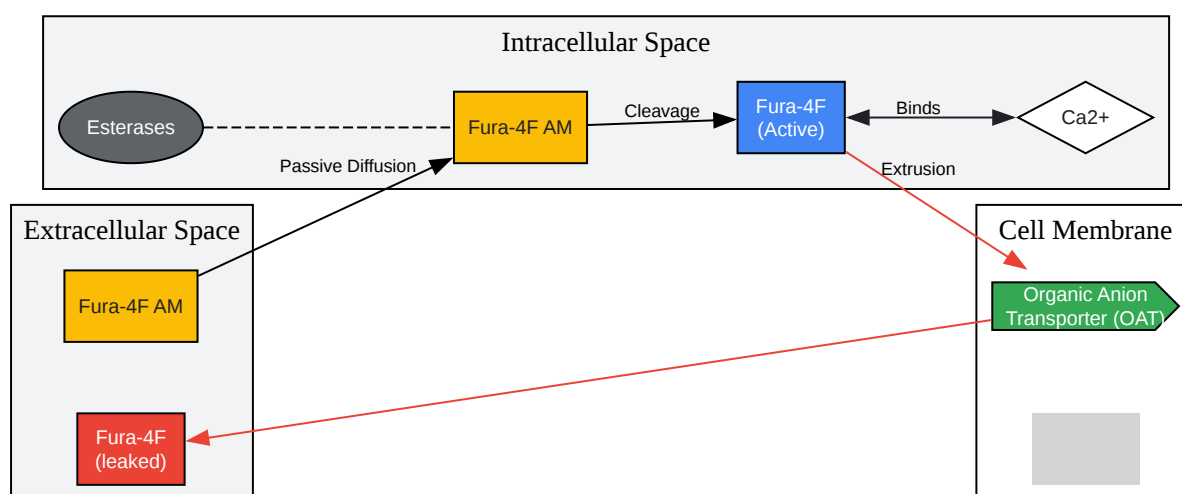 Intracellular Space
Esterases
Fura-4F AM
Cleavage
Fura-4F
(Active)
Binds
Ca2+
Passive Diffusion
Extrusion
Extracellular Space
Fura-4F AM
Fura-4F
(leaked)
Cell Membrane
Organic Anion
Transporter (OAT)